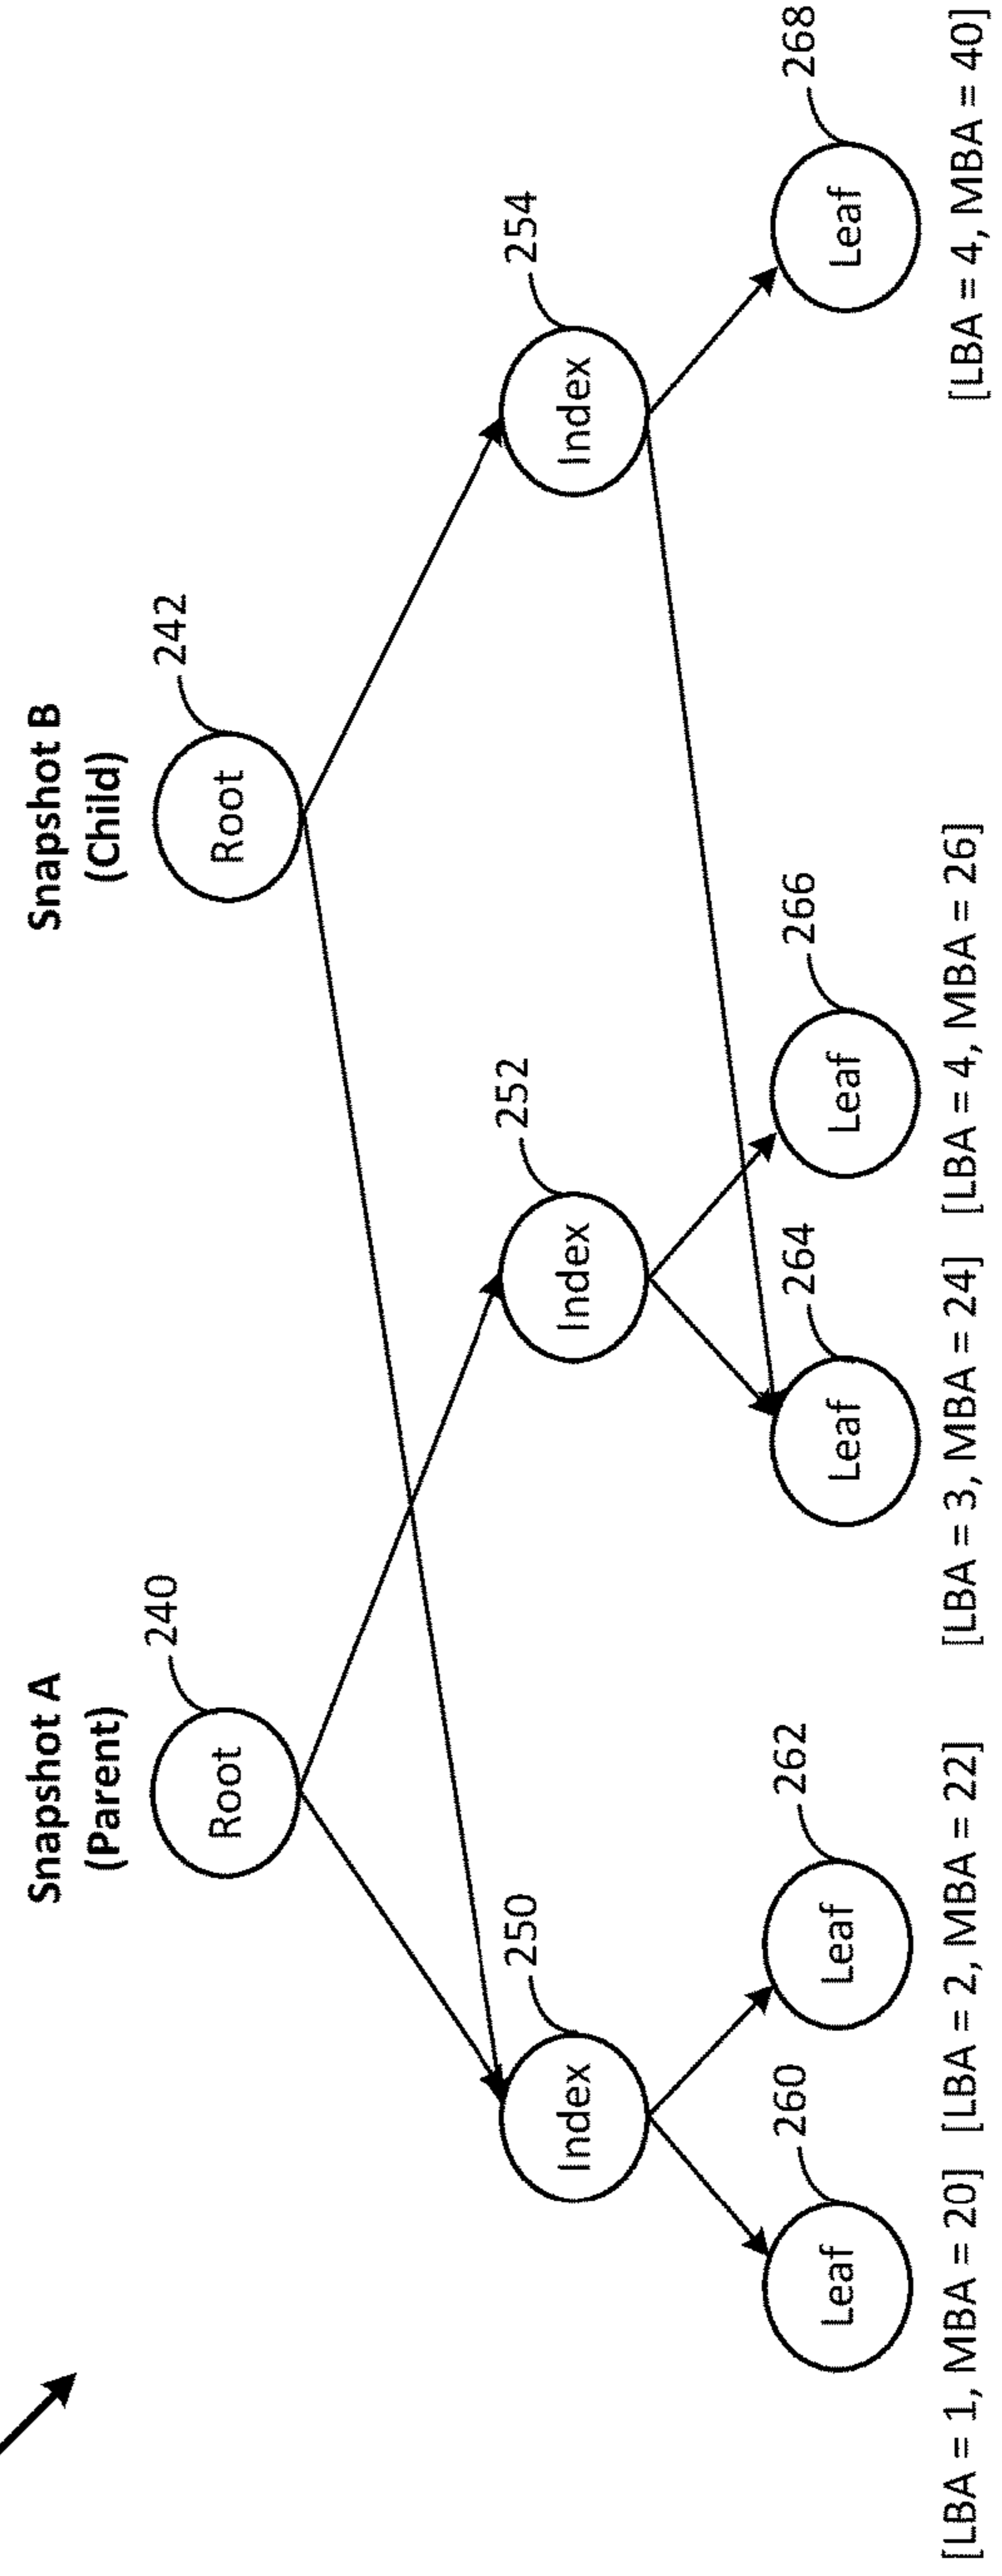 Snapshot A
(Parent)
Snapshot B
(Child)
240
Root
242
Root
250
Index
252
Index
254
Index
260
Leaf
262
Leaf
264
Leaf
266
Leaf
268
Leaf
[LBA = 1, MBA = 20]
[LBA = 2, MBA = 22]
[LBA = 3, MBA = 24]
[LBA = 4, MBA = 26]
[LBA = 4, MBA = 40]